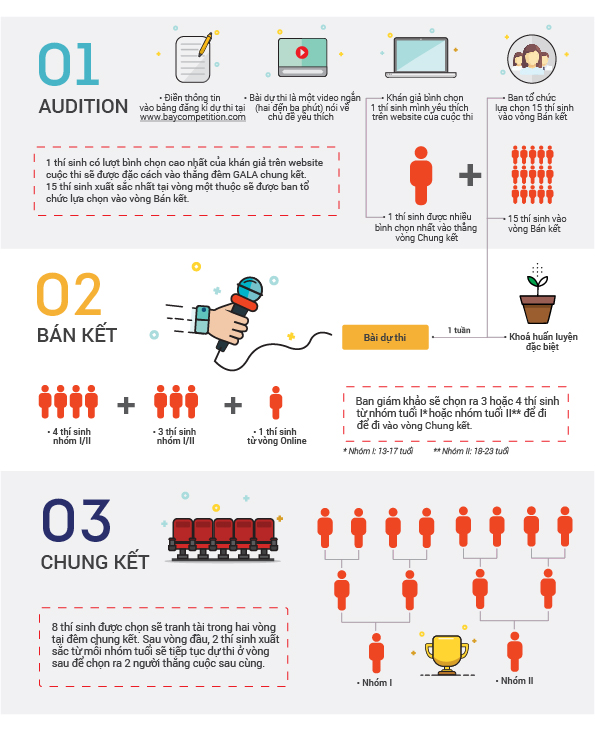 01
AUDITION
• Điền thông tin
vào bảng đăng kí dự thi tại
www.baycompetition.com
• Bài dự thi là một video ngắn
(hai đến ba phút) nói về
chủ đề yêu thích
• Khán giả bình chọn
1 thí sinh mình yêu thích
trên website của cuộc thi
• Ban tổ chức
lựa chọn 15 thí sinh
vào vòng Bán kết
1 thí sinh có lượt bình chọn cao nhất của khán giả trên website
cuộc thi sẽ được đặc cách vào thẳng đêm GALA chung kết.
15 thí sinh xuất sắc nhất tại vòng một thuộc sẽ được ban tổ
chức lựa chọn vào vòng Bán kết.
+
• 1 thí sinh được nhiều
bình chọn nhất vào thẳng
vòng Chung kết
• 15 thí sinh vào
vòng Bán kết
02
BÁN KẾT
Bài dự thi
1 tuần
• Khoá huấn luyện
đặc biệt
+
+
• 4 thí sinh
nhóm I/II
• 3 thí sinh
nhóm I/II
• 1 thí sinh
từ vòng Online
Ban giám khảo sẽ chọn ra 3 hoặc 4 thí sinh
từ nhóm tuổi I* hoặc nhóm tuổi II** để đi
để đi vào vòng Chung kết.
* Nhóm I: 13-17 tuổi
** Nhóm II: 18-23 tuổi
03
CHUNG KẾT
8 thí sinh được chọn sẽ tranh tài trong hai vòng
tại đêm chung kết. Sau vòng đầu, 2 thí sinh xuất
sắc từ mỗi nhóm tuổi sẽ tiếp tục dự thi ở vòng
sau để chọn ra 2 người thắng cuộc sau cùng.
• Nhóm I
• Nhóm II